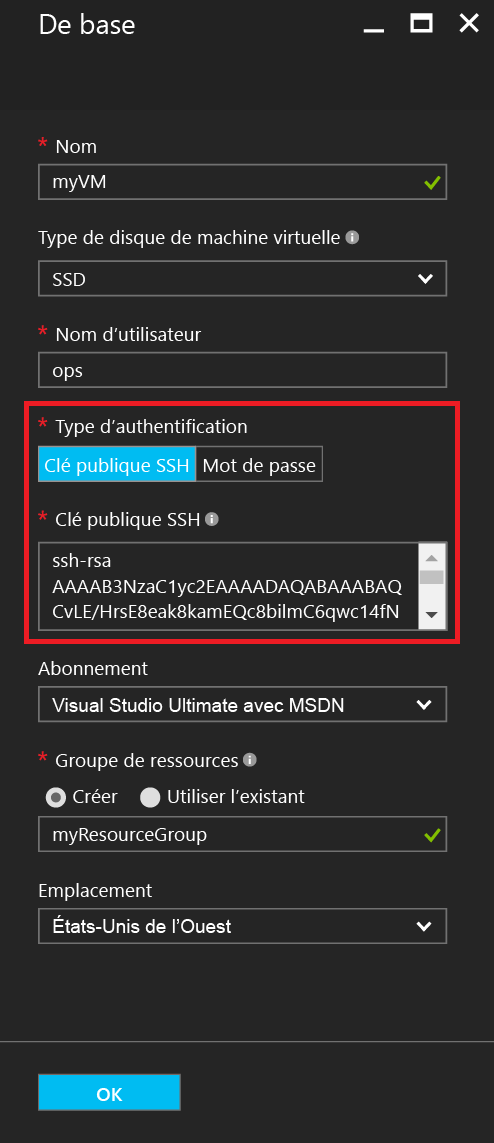 De base
* Nom
myVM
Type de disque de machine virtuelle
SSD
* Nom d'utilisateur
ops
* Type d'authentification
Clé publique SSH Mot de passe
* Clé publique SSH
ssh-rsa
AAAAB3NzaC1yc2EAAAADAQABAAABAQ
CvLE/HrsE8eak8kamEQc8bilmC6qwc14fN
Abonnement
Visual Studio Ultimate avec MSDN
* Groupe de ressources
Créer Utiliser l'existant
myResourceGroup
Emplacement
États-Unis de l'Ouest
OK